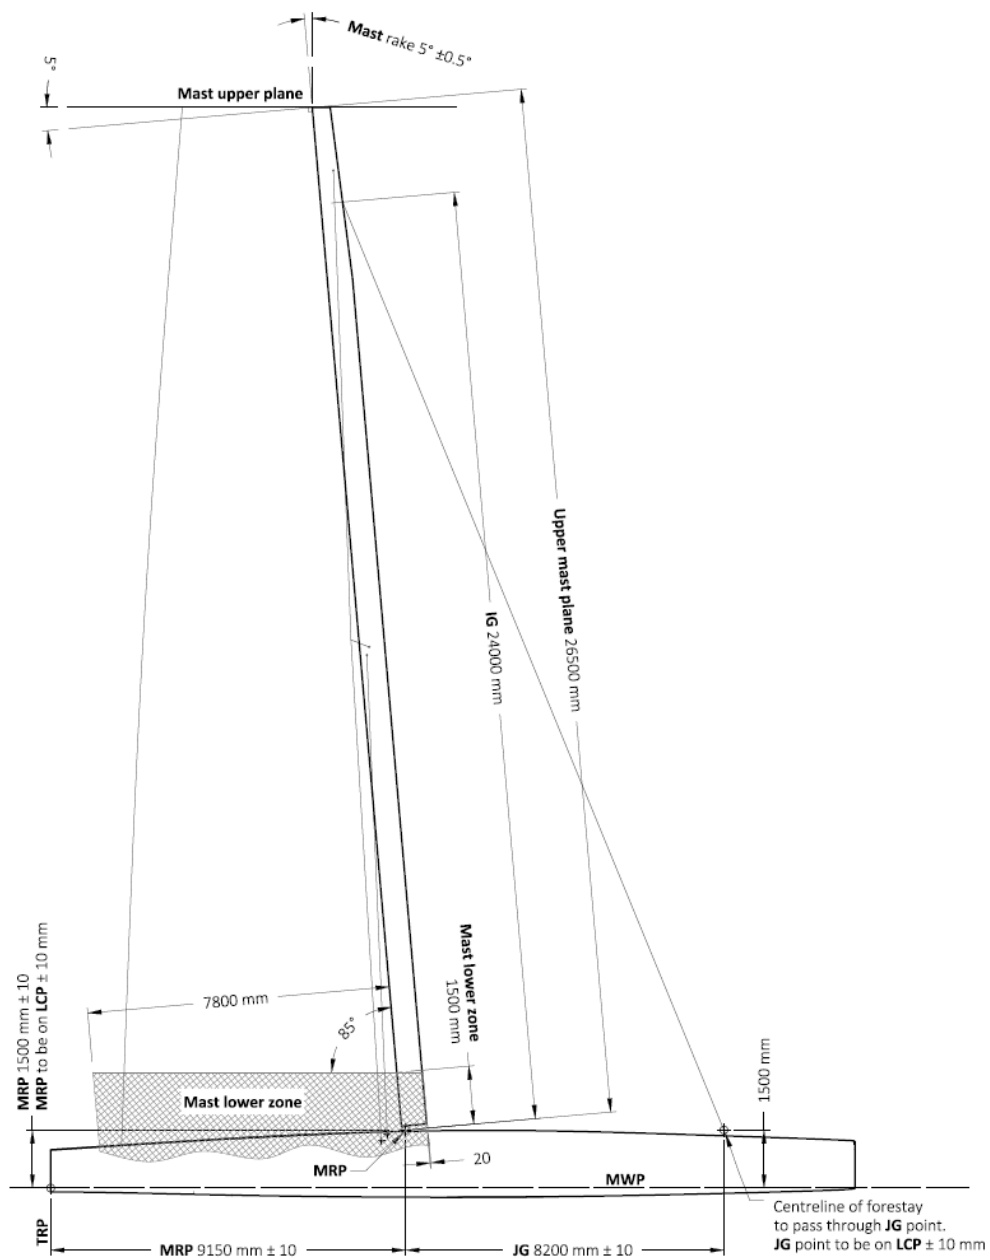 Mast rake 5° ±0.5°
5°
Mast upper plane
Upper mast plane 26500 mm
IG 24000 mm
Mast lower zone
1500 mm
7800 mm
85°
MRP 1500 mm ± 10
MRP to be on LCP ± 10 mm
1500 mm
Mast lower zone
MRP
20
MWP
TRP
MRP 9150 mm ± 10
JG 8200 mm ± 10
Centreline of forestay
to pass through JG point.
JG point to be on LCP ± 10 mm